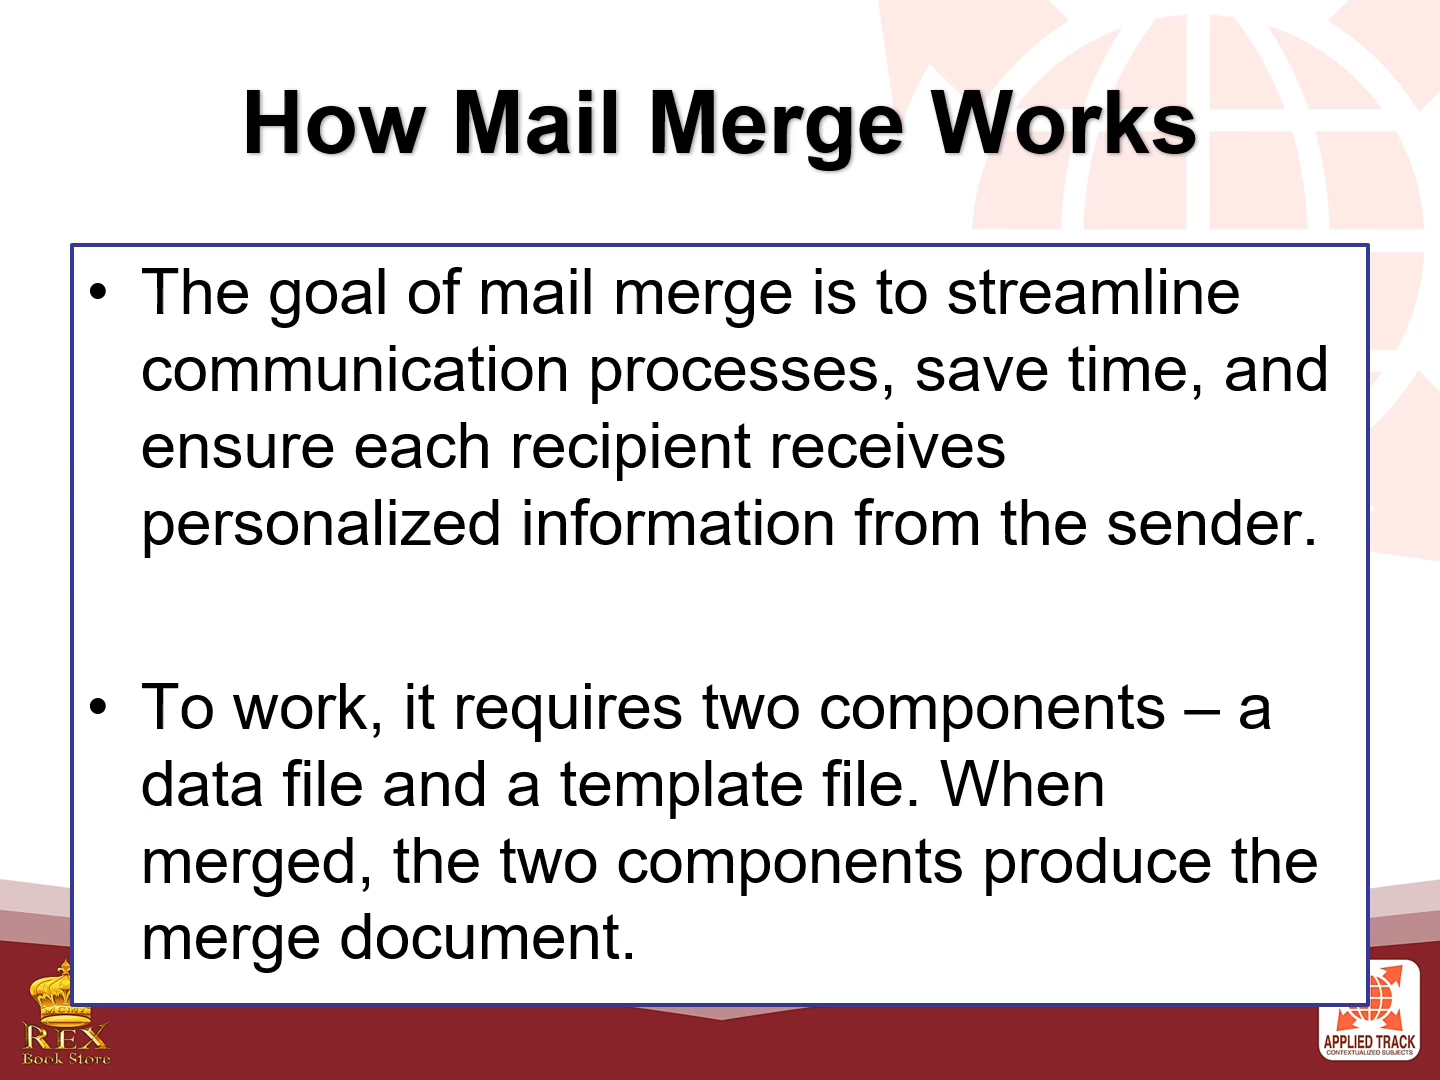 How Mail Merge Works
• The goal of mail merge is to streamline
communication processes, save time, and
ensure each recipient receives
personalized information from the sender.
• To work, it requires two components – a
data file and a template file. When
merged, the two components produce the
merge document.
REX
Book Store
APPLIED TRACK
CONTEXTUALIZED SUBJECTS